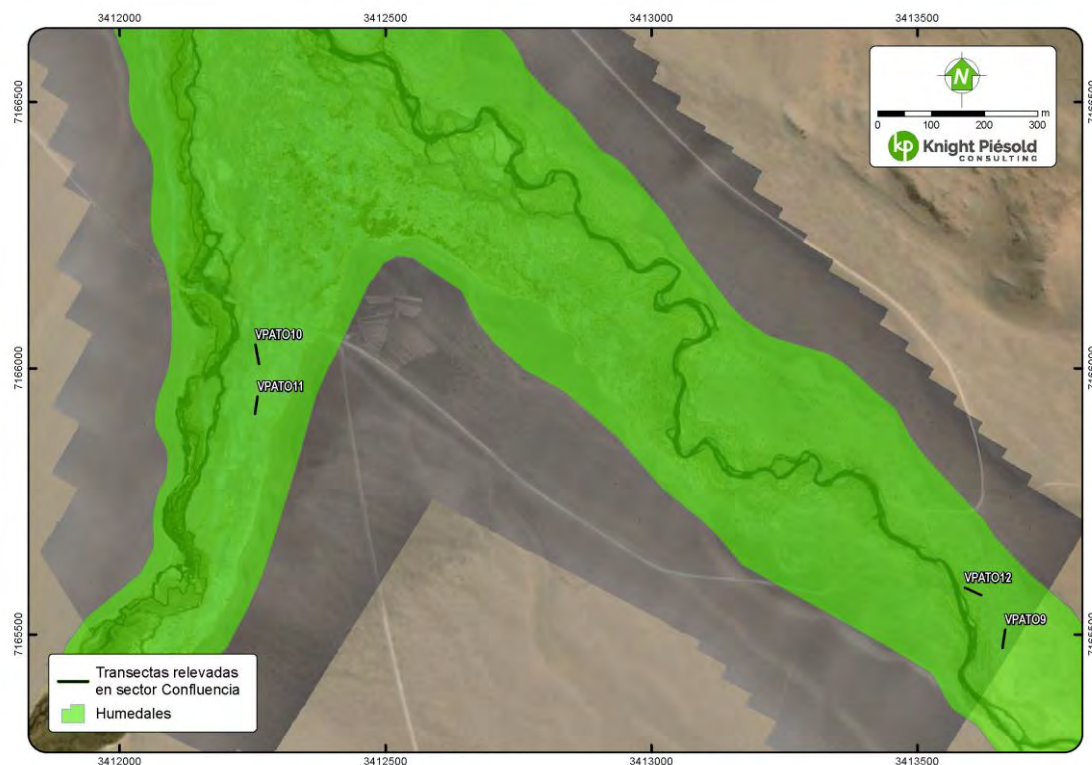 3412000
3412500
3413000
3413500
7166500
7166500
N
m
0
100
200
300
kp Knight Piésold
CONSULTING
VPATO10
VPATO11
7166000
7166000
VPATO12
VPATO9
7165500
7165500
Transectas relevadas
en sector Confluencia
Humedales
3412000
3412500
3413000
3413500